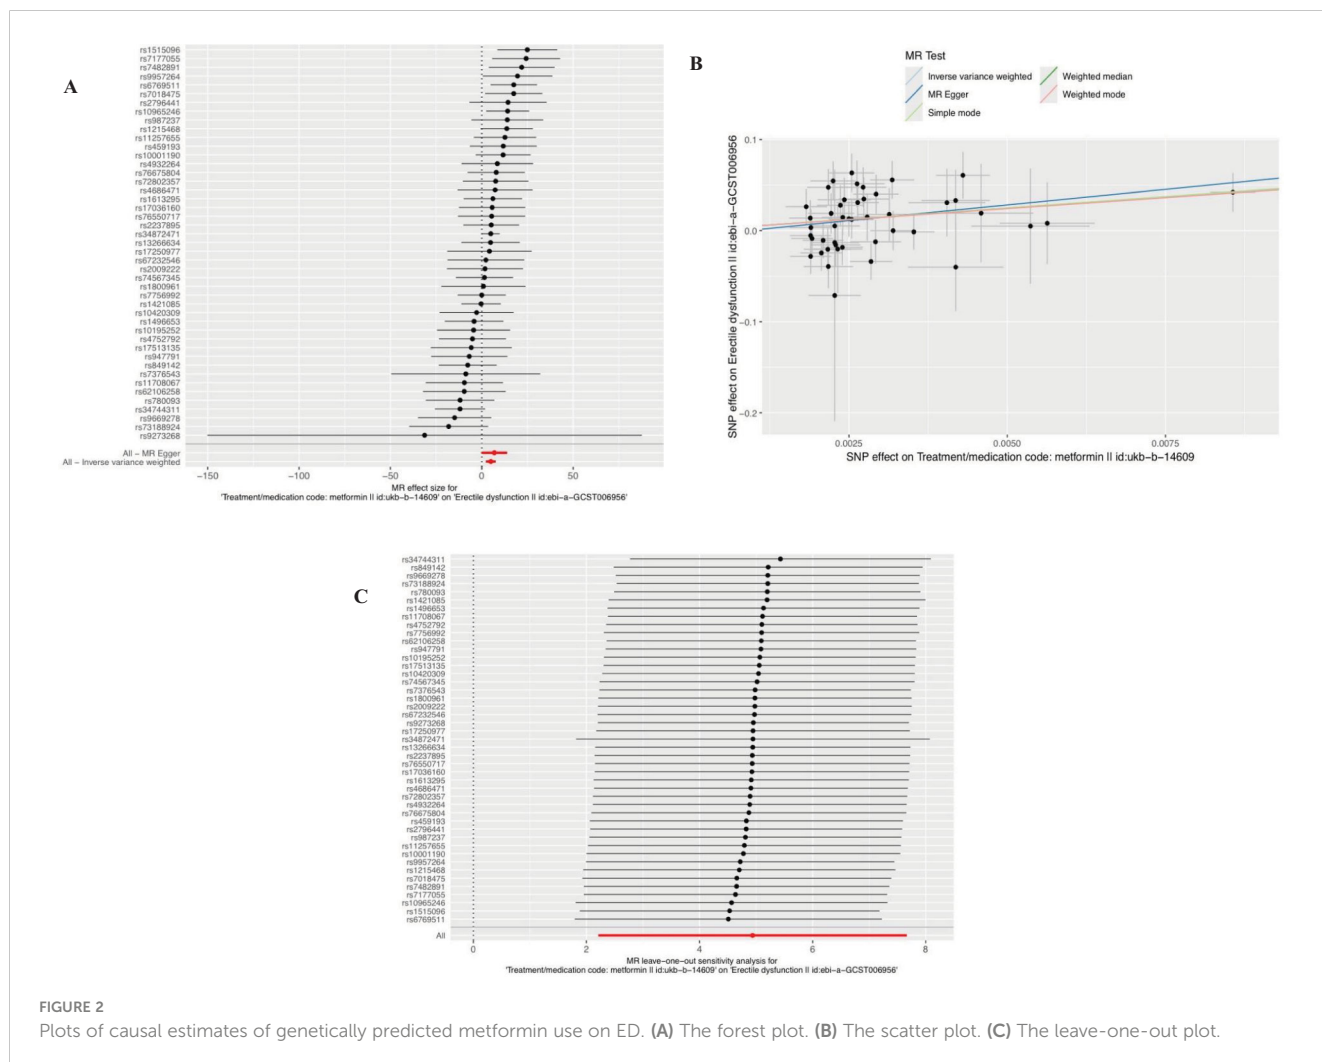 A
rs1515096
rs7177055
rs7482891
rs9957264
rs6769511
rs7018475
rs2796441
rs10965246
rs987237
rs1215468
rs11257655
rs459193
rs10001190
rs4932264
rs76675804
rs72802357
rs4686471
rs1613295
rs17036160
rs76550717
rs2237895
rs34872471
rs13266634
rs17250977
rs67232546
rs2009222
rs74567345
rs1800961
rs7756992
rs1421085
rs10420309
rs1496653
rs10195252
rs4752792
rs17513135
rs947791
rs849142
rs7376543
rs11708067
rs62106258
rs780093
rs34744311
rs9669278
rs73188924
rs9273268
All − MR Egger
All − Inverse variance weighted
−150 −100 −50 0 50
MR effect size for
'Treatment/medication code: metformin || id:ukb−b−14609' on 'Erectile dysfunction || id:ebi−a−GCST006956'
B
MR Test
Inverse variance weighted Weighted median
MR Egger Weighted mode
Simple mode
SNP effect on Erectile dysfunction || id:ebi−a−GCST006956
0.1
0.0
−0.1
−0.2
0.0025 0.0050 0.0075
SNP effect on Treatment/medication code: metformin || id:ukb−b−14609
C
rs34744311
rs849142
rs9669278
rs73188924
rs780093
rs1421085
rs1496653
rs11708067
rs4752792
rs7756992
rs62106258
rs947791
rs10195252
rs17513135
rs10420309
rs74567345
rs7376543
rs1800961
rs2009222
rs67232546
rs9273268
rs17250977
rs34872471
rs13266634
rs2237895
rs76550717
rs17036160
rs1613295
rs4686471
rs72802357
rs4932264
rs76675804
rs459193
rs2796441
rs987237
rs11257655
rs10001190
rs9957264
rs1215468
rs7018475
rs7482891
rs7177055
rs10965246
rs1515096
rs6769511
All
0 2 4 6 8
MR leave−one−out sensitivity analysis for
'Treatment/medication code: metformin || id:ukb−b−14609' on 'Erectile dysfunction || id:ebi−a−GCST006956'
FIGURE 2
Plots of causal estimates of genetically predicted metformin use on ED. (A) The forest plot. (B) The scatter plot. (C) The leave-one-out plot.